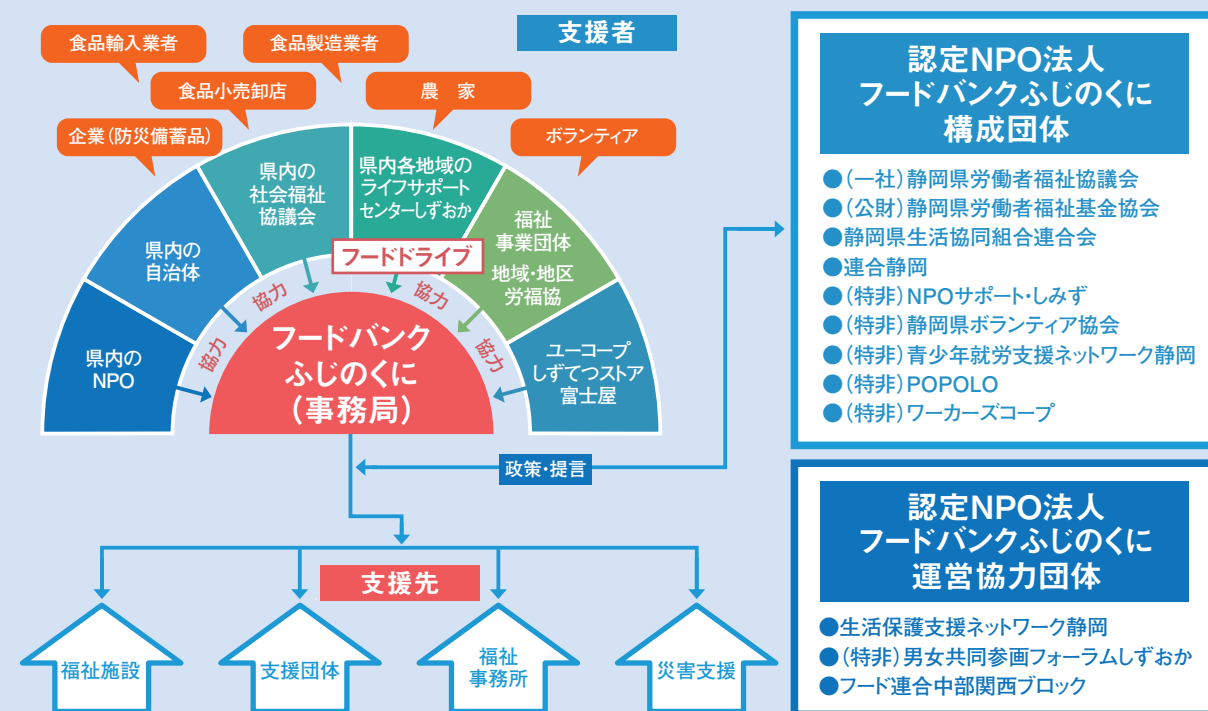 支援者
食品輸入業者
食品製造業者
食品小売卸店
農　家
企業(防災備蓄品)
ボランティア
県内の
NPO
県内の
自治体
県内の
社会福祉
協議会
県内各地域の
ライフサポート
センターしずおか
福祉
事業団体
地域・地区
労福協
ユーコープ
しずてつストア
富士屋
フードドライブ
協力
協力
協力
協力
フードバンク
ふじのくに
(事務局)
政策・提言
支援先
福祉施設
支援団体
福祉
事務所
災害支援
認定NPO法人
フードバンクふじのくに
構成団体
●(一社)静岡県労働者福祉協議会
●(公財)静岡県労働者福祉基金協会
●静岡県生活協同組合連合会
●連合静岡
●(特非)NPOサポート・しみず
●(特非)静岡県ボランティア協会
●(特非)青少年就労支援ネットワーク静岡
●(特非)POPOLO
●(特非)ワーカーズコープ
認定NPO法人
フードバンクふじのくに
運営協力団体
●生活保護支援ネットワーク静岡
●(特非)男女共同参画フォーラムしずおか
●フード連合中部関西ブロック